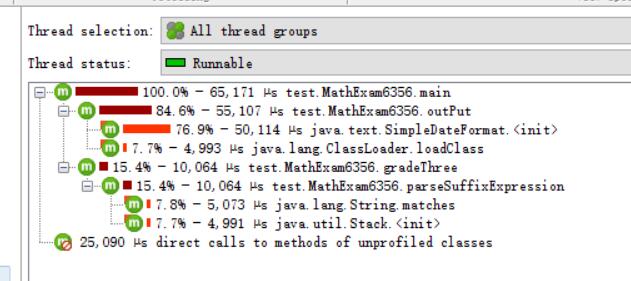 Thread selection: All thread groups
Thread status: Runnable
100.0% - 65,171 µs test.MathExam6356.main
84.6% - 55,107 µs test.MathExam6356.outPut
76.9% - 50,114 µs java.text.SimpleDateFormat.<init>
7.7% - 4,993 µs java.lang.ClassLoader.loadClass
15.4% - 10,064 µs test.MathExam6356.gradeThree
15.4% - 10,064 µs test.MathExam6356.parseSuffixExpression
7.8% - 5,073 µs java.lang.String.matches
7.7% - 4,991 µs java.util.Stack.<init>
25,090 µs direct calls to methods of unprofiled classes